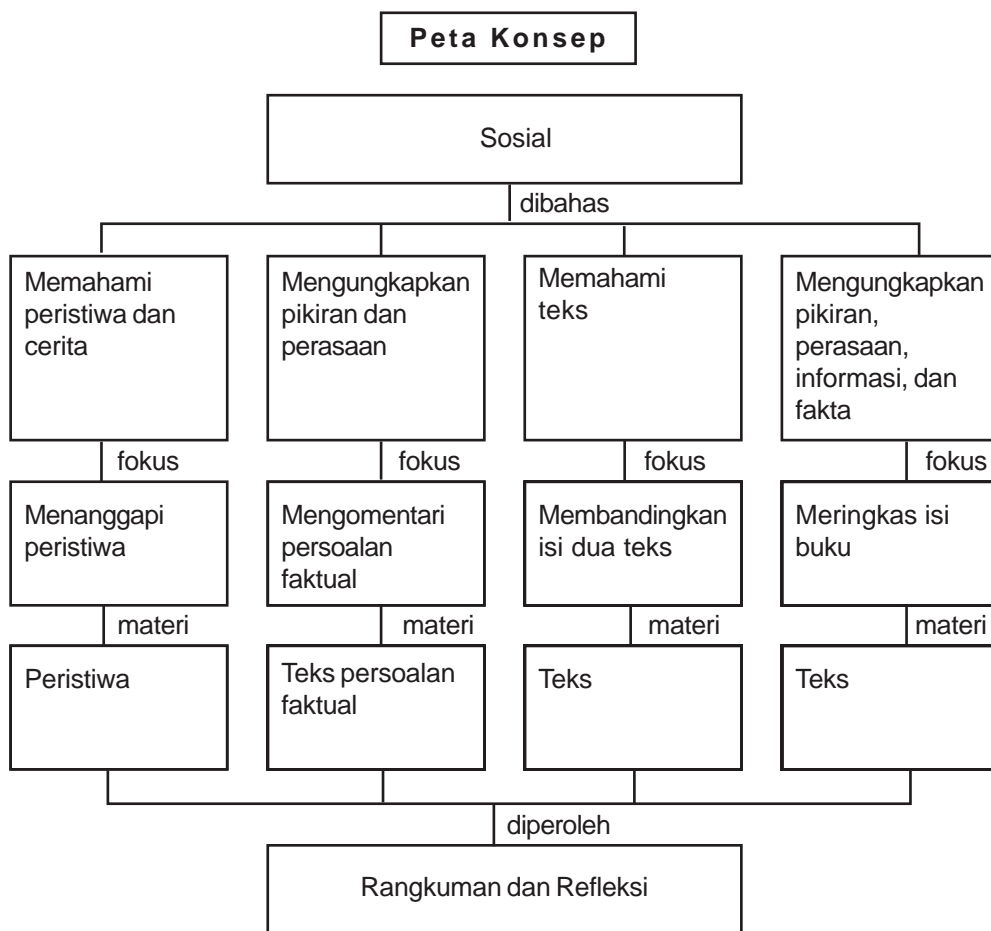 Peta Konsep
Sosial
dibahas
Memahami
peristiwa dan
cerita
Mengungkapkan
pikiran dan
perasaan
Memahami
teks
Mengungkapkan
pikiran,
perasaan,
informasi, dan
fakta
fokus
fokus
fokus
fokus
Menanggapi
peristiwa
Mengomentari
persoalan
faktual
Membandingkan
isi dua teks
Meringkas isi
buku
materi
materi
materi
materi
Peristiwa
Teks persoalan
faktual
Teks
Teks
diperoleh
Rangkuman dan Refleksi